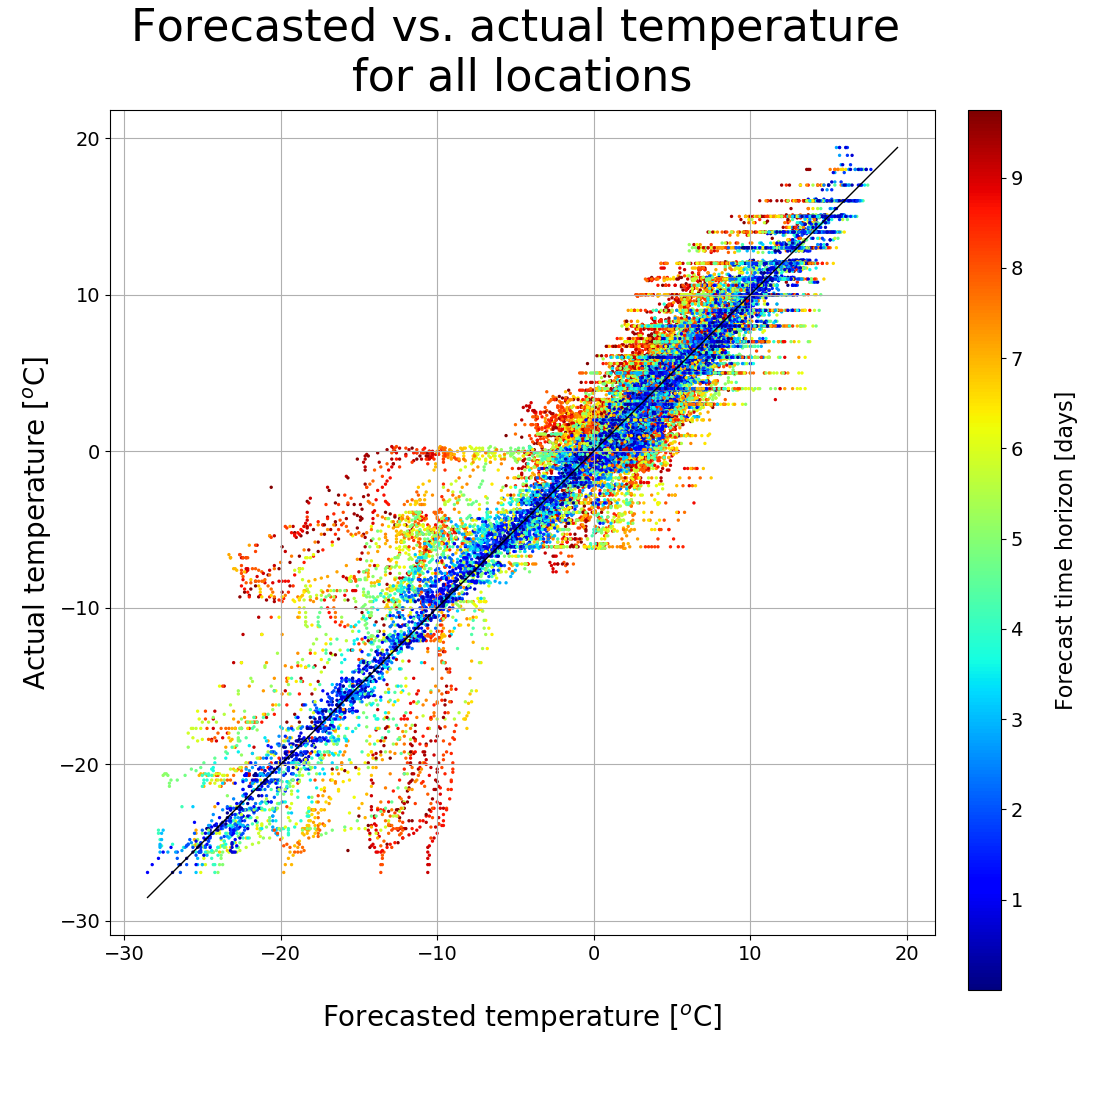 Forecasted vs. actual temperature
for all locations
Actual temperature [°C]
20
10
0
−10
−20
−30
−30 −20 −10 0 10 20
Forecasted temperature [°C]
9
8
7
6
5
4
3
2
1
Forecast time horizon [days]